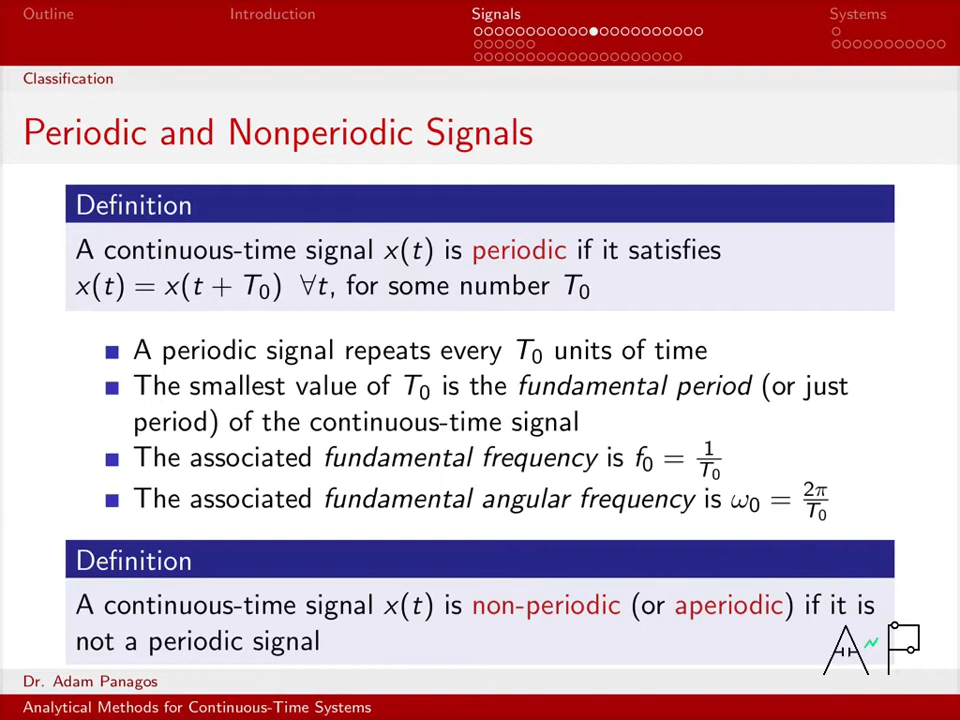 Outline Introduction Signals Systems
Classification
Periodic and Nonperiodic Signals
Definition
A continuous-time signal x(t) is periodic if it satisfies
x(t) = x(t + T₀) ∀t, for some number T₀
A periodic signal repeats every T₀ units of time
The smallest value of T₀ is the fundamental period (or just
period) of the continuous-time signal
The associated fundamental frequency is f₀ = 1/T₀
The associated fundamental angular frequency is ω₀ = 2π/T₀
Definition
A continuous-time signal x(t) is non-periodic (or aperiodic) if it is
not a periodic signal
Dr. Adam Panagos
Analytical Methods for Continuous-Time Systems